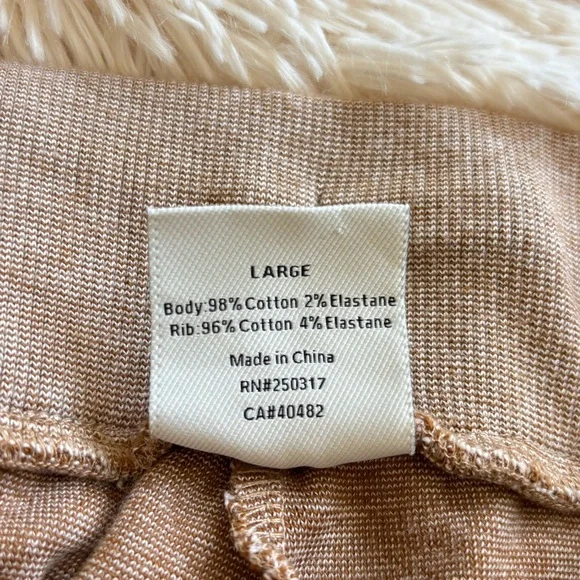 LARGE
Body:98% Cotton 2% Elastane
Rib:96% Cotton 4% Elastane
Made in China
RN#250317
CA#40482